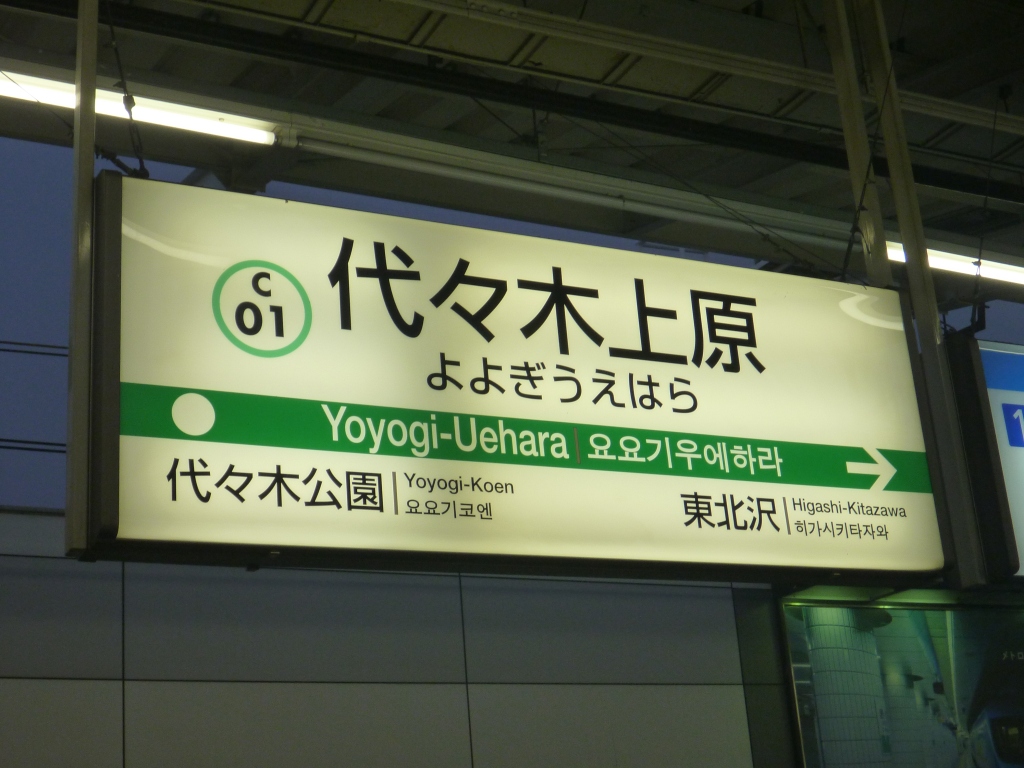 C
01
代々木上原
よよぎうえはら
Yoyogi-Uehara 요요기우에하라
代々木公園 Yoyogi-Koen
요요기코엔
東北沢 Higashi-Kitazawa
히가시키타자와
1